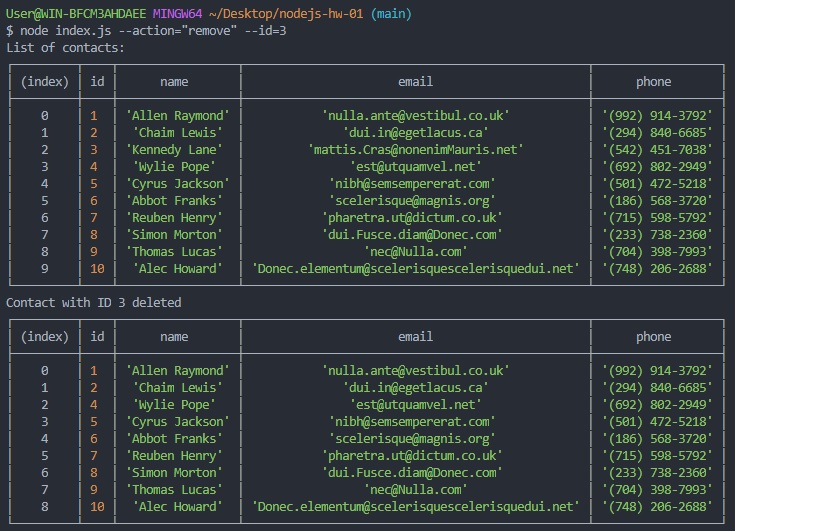 User@WIN-BFCM3AHDAEE MINGW64 ~/Desktop/nodejs-hw-01 (main)
$ node index.js --action="remove" --id=3
List of contacts:
(index) id name email phone
0 1 'Allen Raymond' 'nulla.ante@vestibul.co.uk' '(992) 914-3792'
1 2 'Chaim Lewis' 'dui.in@egetlacus.ca' '(294) 840-6685'
2 3 'Kennedy Lane' 'mattis.Cras@nonenimMauris.net' '(542) 451-7038'
3 4 'Wylie Pope' 'est@utquamvel.net' '(692) 802-2949'
4 5 'Cyrus Jackson' 'nibh@semsempererat.com' '(501) 472-5218'
5 6 'Abbot Franks' 'scelerisque@magnis.org' '(186) 568-3720'
6 7 'Reuben Henry' 'pharetra.ut@dictum.co.uk' '(715) 598-5792'
7 8 'Simon Morton' 'dui.Fusce.diam@Donec.com' '(233) 738-2360'
8 9 'Thomas Lucas' 'nec@Nulla.com' '(704) 398-7993'
9 10 'Alec Howard' 'Donec.elementum@scelerisquescelerisquedui.net' '(748) 206-2688'
Contact with ID 3 deleted
(index) id name email phone
0 1 'Allen Raymond' 'nulla.ante@vestibul.co.uk' '(992) 914-3792'
1 2 'Chaim Lewis' 'dui.in@egetlacus.ca' '(294) 840-6685'
2 4 'Wylie Pope' 'est@utquamvel.net' '(692) 802-2949'
3 5 'Cyrus Jackson' 'nibh@semsempererat.com' '(501) 472-5218'
4 6 'Abbot Franks' 'scelerisque@magnis.org' '(186) 568-3720'
5 7 'Reuben Henry' 'pharetra.ut@dictum.co.uk' '(715) 598-5792'
6 8 'Simon Morton' 'dui.Fusce.diam@Donec.com' '(233) 738-2360'
7 9 'Thomas Lucas' 'nec@Nulla.com' '(704) 398-7993'
8 10 'Alec Howard' 'Donec.elementum@scelerisquescelerisquedui.net' '(748) 206-2688'